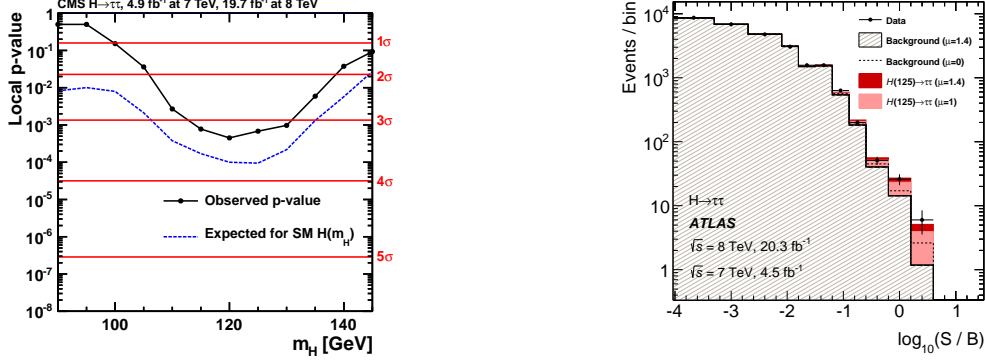 CMS H→ττ, 4.9 fb⁻¹ at 7 TeV, 19.7 fb⁻¹ at 8 TeV
Local p-value
1
10⁻¹
10⁻²
10⁻³
10⁻⁴
10⁻⁵
10⁻⁶
10⁻⁷
10⁻⁸
1σ
2σ
3σ
4σ
5σ
Observed p-value
Expected for SM H(m_H)
100
120
140
m_H [GeV]
Events / bin
10⁴
10³
10²
10
1
Data
Background (μ=1.4)
Background (μ=0)
H(125)→ττ (μ=1.4)
H(125)→ττ (μ=1)
H→ττ
ATLAS
√s = 8 TeV, 20.3 fb⁻¹
√s = 7 TeV, 4.5 fb⁻¹
-4
-3
-2
-1
0
1
log₁₀(S / B)